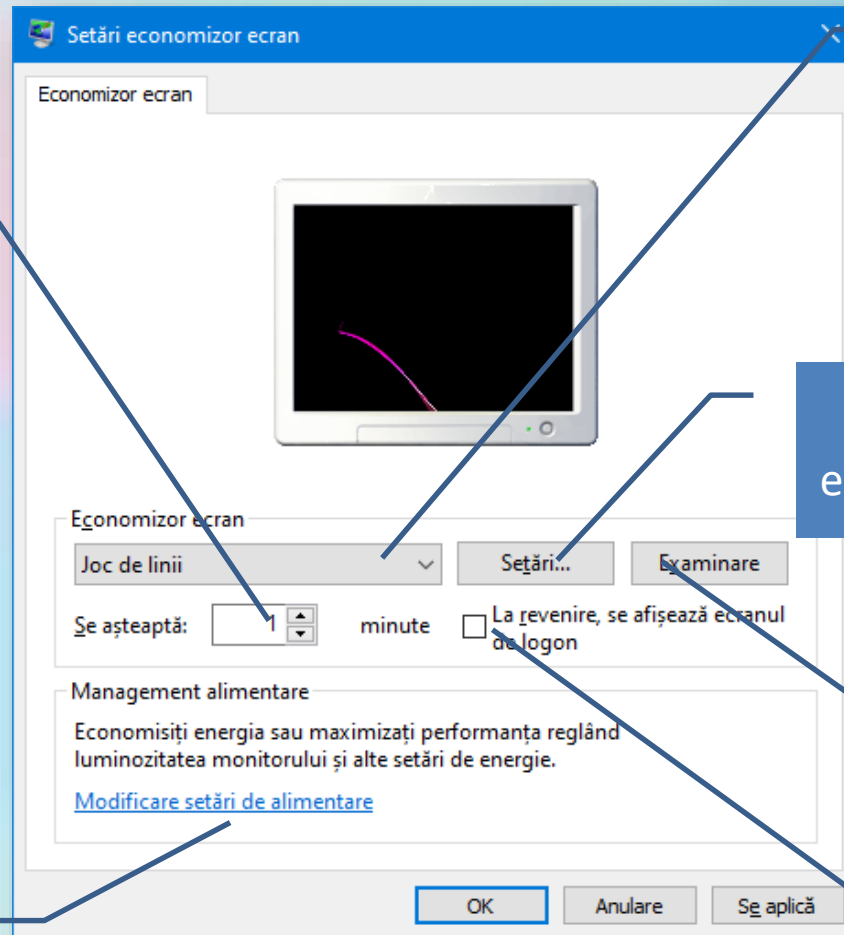 Setări economizor ecran
Economizor ecran
e
Economizor ecran
Joc de linii
Setări...
Examinare
Se așteaptă:
1
minute
La revenire, se afișează ecranul
de logon
Management alimentare
Economisiți energia sau maximizați performanța reglând
luminozitatea monitorului și alte setări de energie.
Modificare setări de alimentare
OK
Anulare
Se aplică